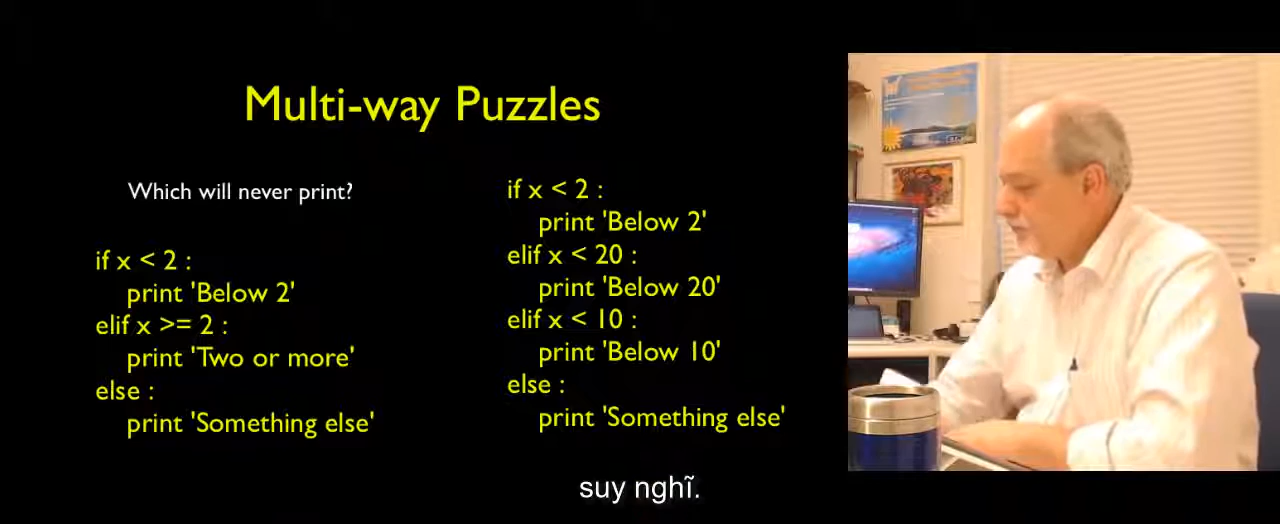 Multi-way Puzzles
Which will never print?
if x < 2 :
print 'Below 2'
elif x >= 2 :
print 'Two or more'
else :
print 'Something else'
if x < 2 :
print 'Below 2'
elif x < 20 :
print 'Below 20'
elif x < 10 :
print 'Below 10'
else :
print 'Something else'
suy nghĩ.